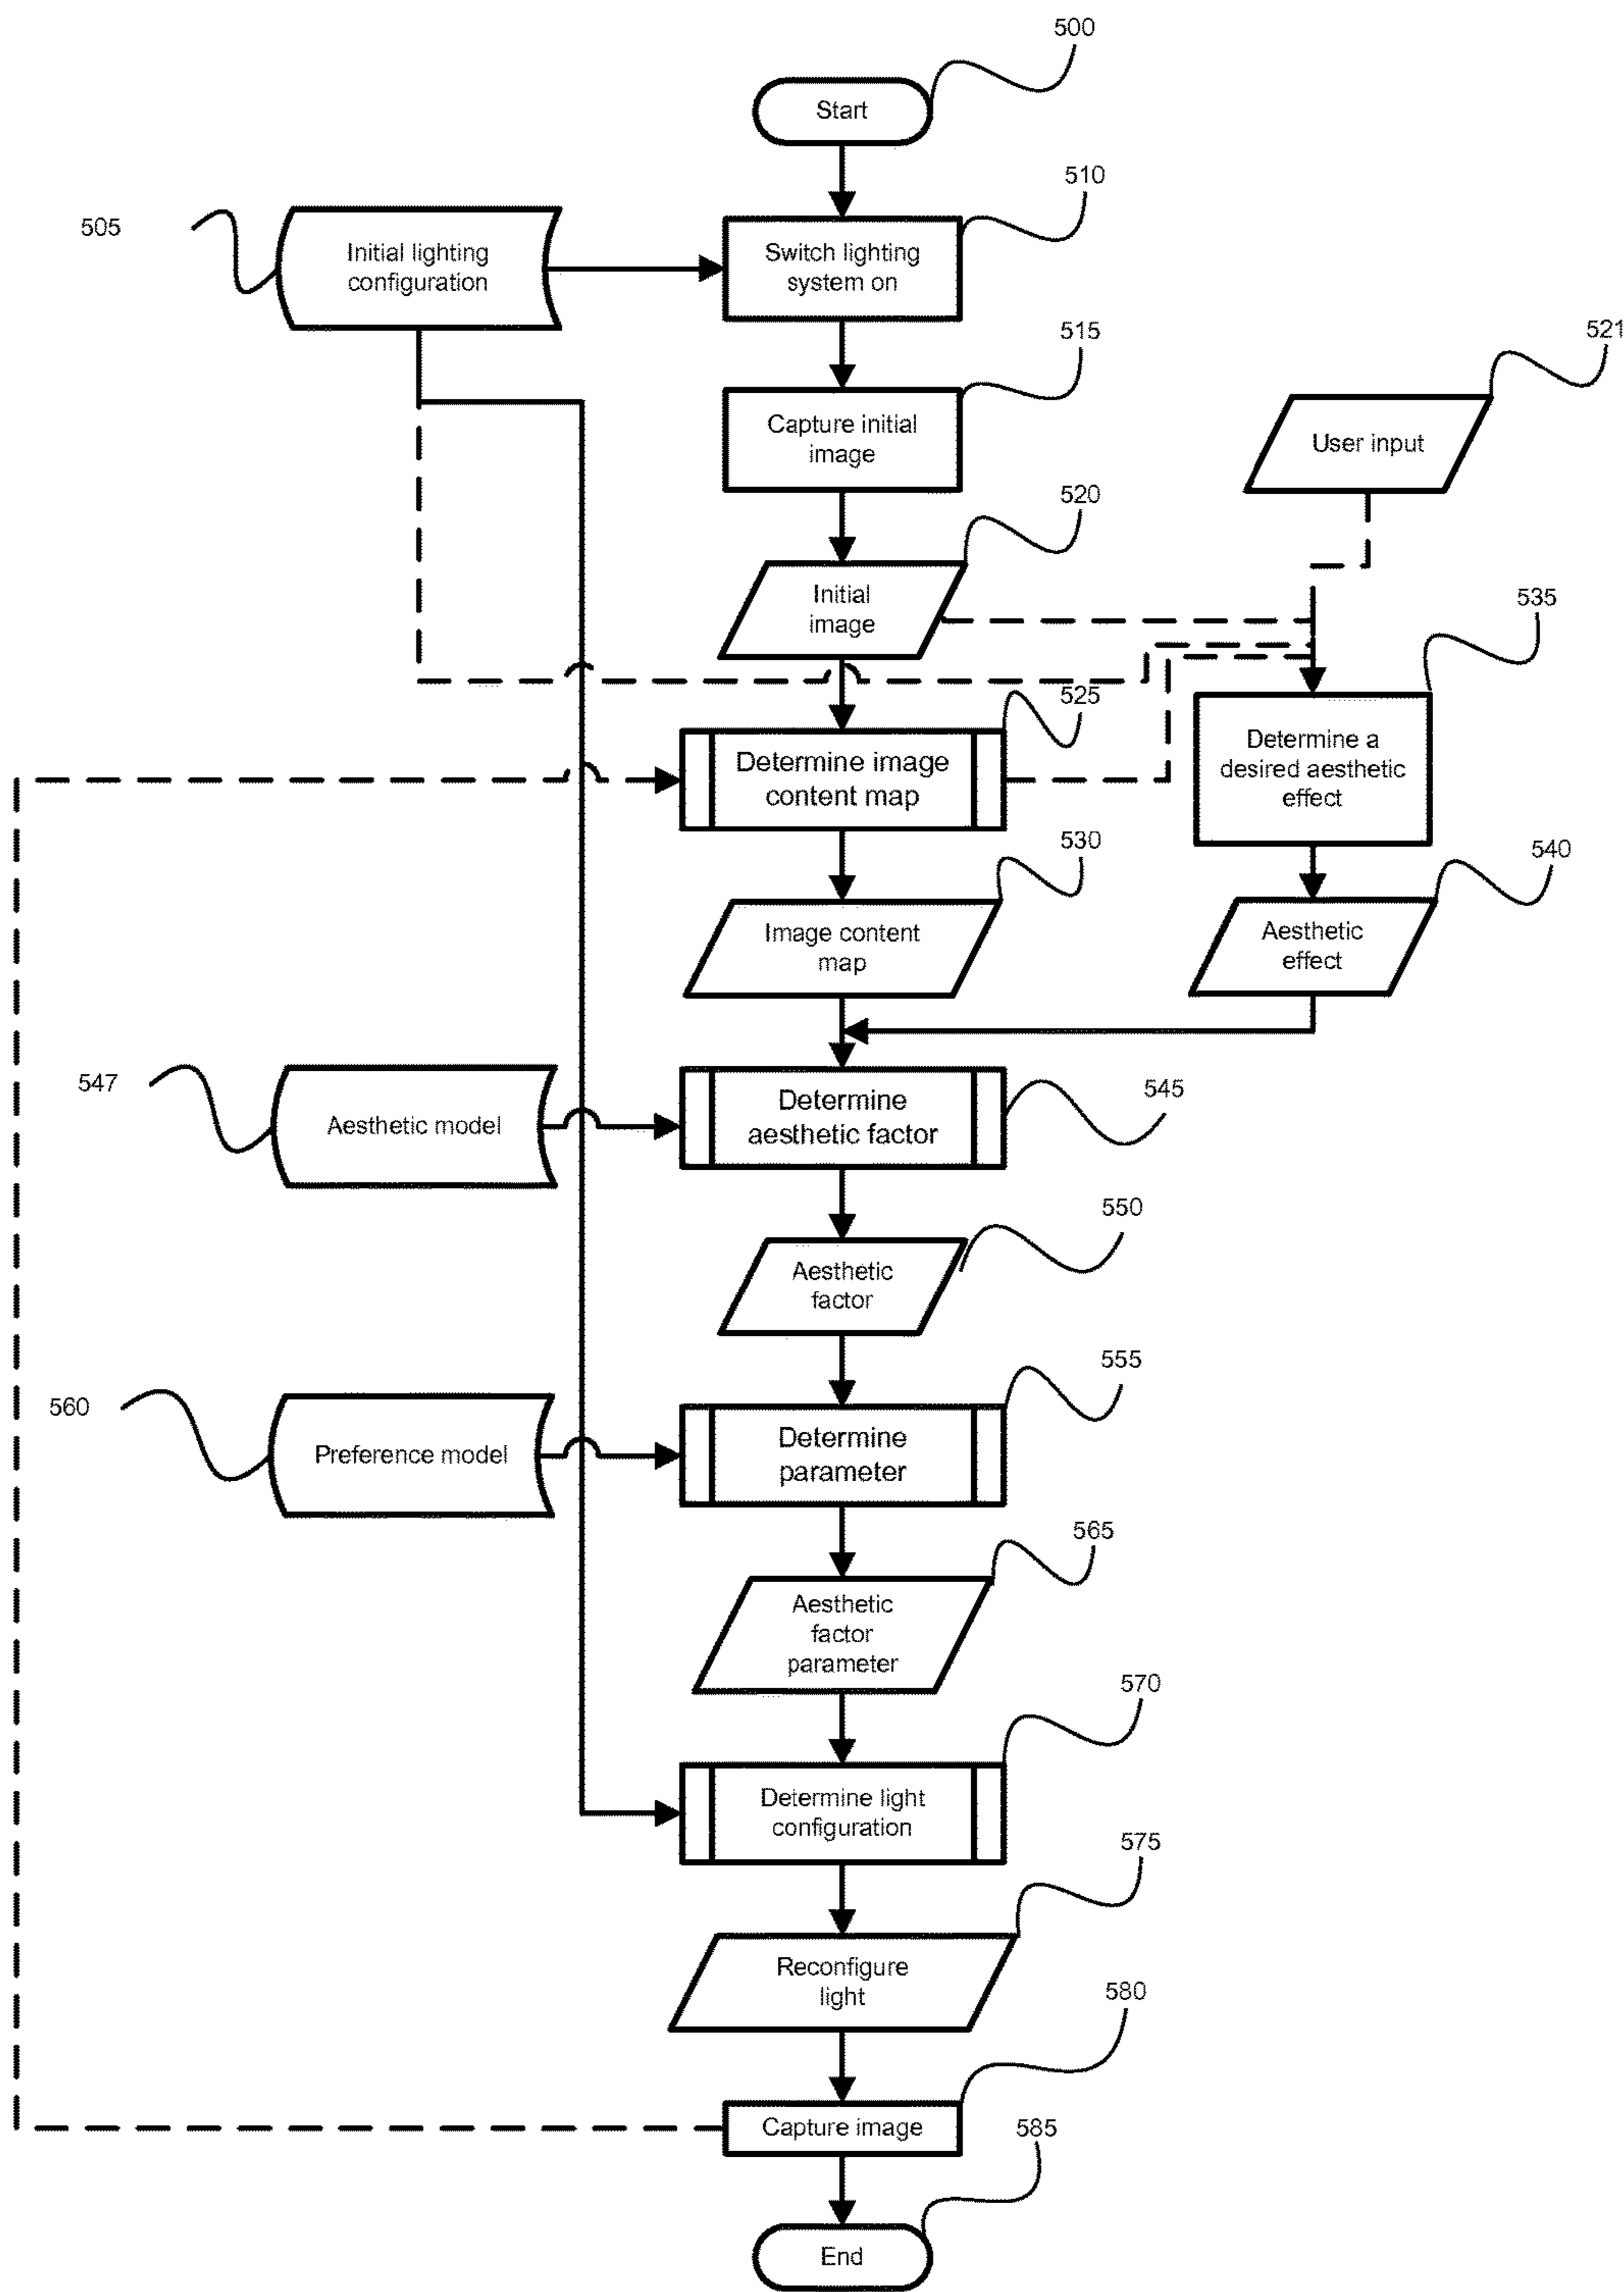 500
Start
510
505
Initial lighting
configuration
Switch lighting
system on
515
521
Capture initial
image
User input
520
Initial
image
535
525
Determine image
content map
Determine a
desired aesthetic
effect
530
540
Image content
map
Aesthetic
effect
547
Aesthetic model
Determine
aesthetic factor
545
550
Aesthetic
factor
555
560
Preference model
Determine
parameter
565
Aesthetic
factor
parameter
570
Determine light
configuration
575
Reconfigure
light
580
Capture image
585
End